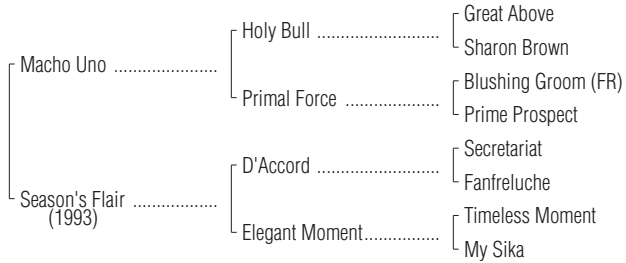 Great Above
Holy Bull ........................
Sharon Brown
Macho Uno .....................
Blushing Groom (FR)
Primal Force ..................
Prime Prospect
Secretariat
D'Accord ........................
Fanfreluche
Season's Flair .................
(1993)
Timeless Moment
Elegant Moment...............
My Sika